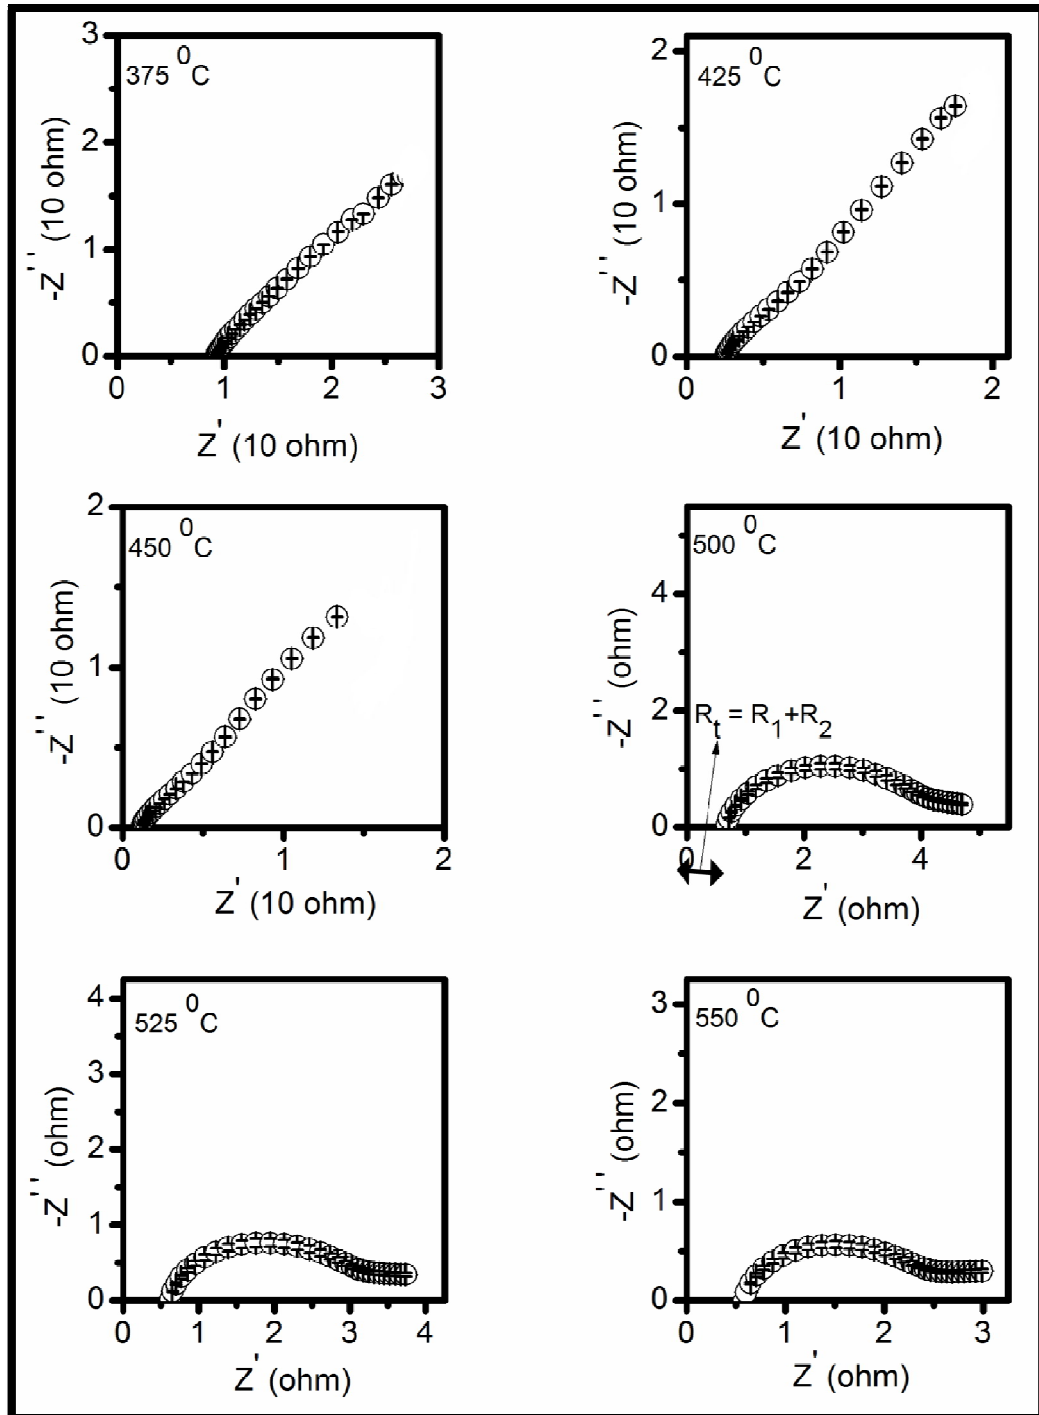 375 ⁰C
-Z'' (10 ohm)
3
2
1
0
0 1 2 3
Z' (10 ohm)
425 ⁰C
-Z'' (10 ohm)
2
1
0
0 1 2
Z' (10 ohm)
450 ⁰C
-Z'' (10 ohm)
2
1
0
0 1 2
Z' (10 ohm)
500 ⁰C
-Z'' (ohm)
4
2
0
Rt = R1+R2
0 2 4
Z' (ohm)
525 ⁰C
-Z'' (ohm)
4
3
2
1
0
0 1 2 3 4
Z' (ohm)
550 ⁰C
-Z'' (ohm)
3
2
1
0
0 1 2 3
Z' (ohm)